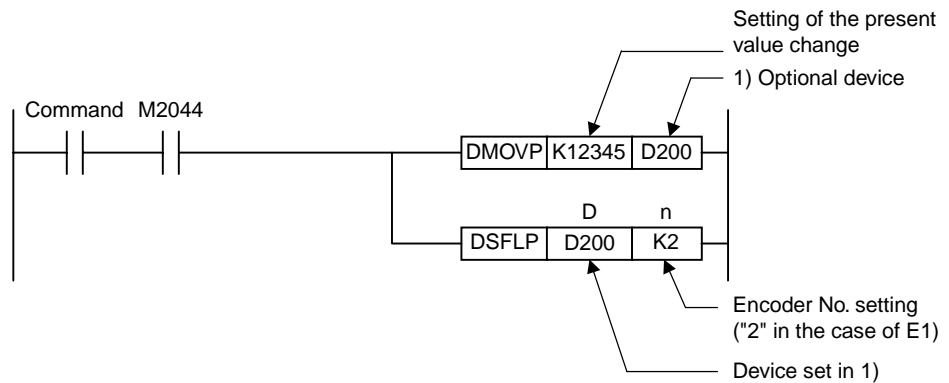 Setting of the present
value change
1) Optional device
Command M2044
DMOVP K12345 D200
D n
DSFLP D200 K2
Encoder No. setting
("2" in the case of E1)
Device set in 1)